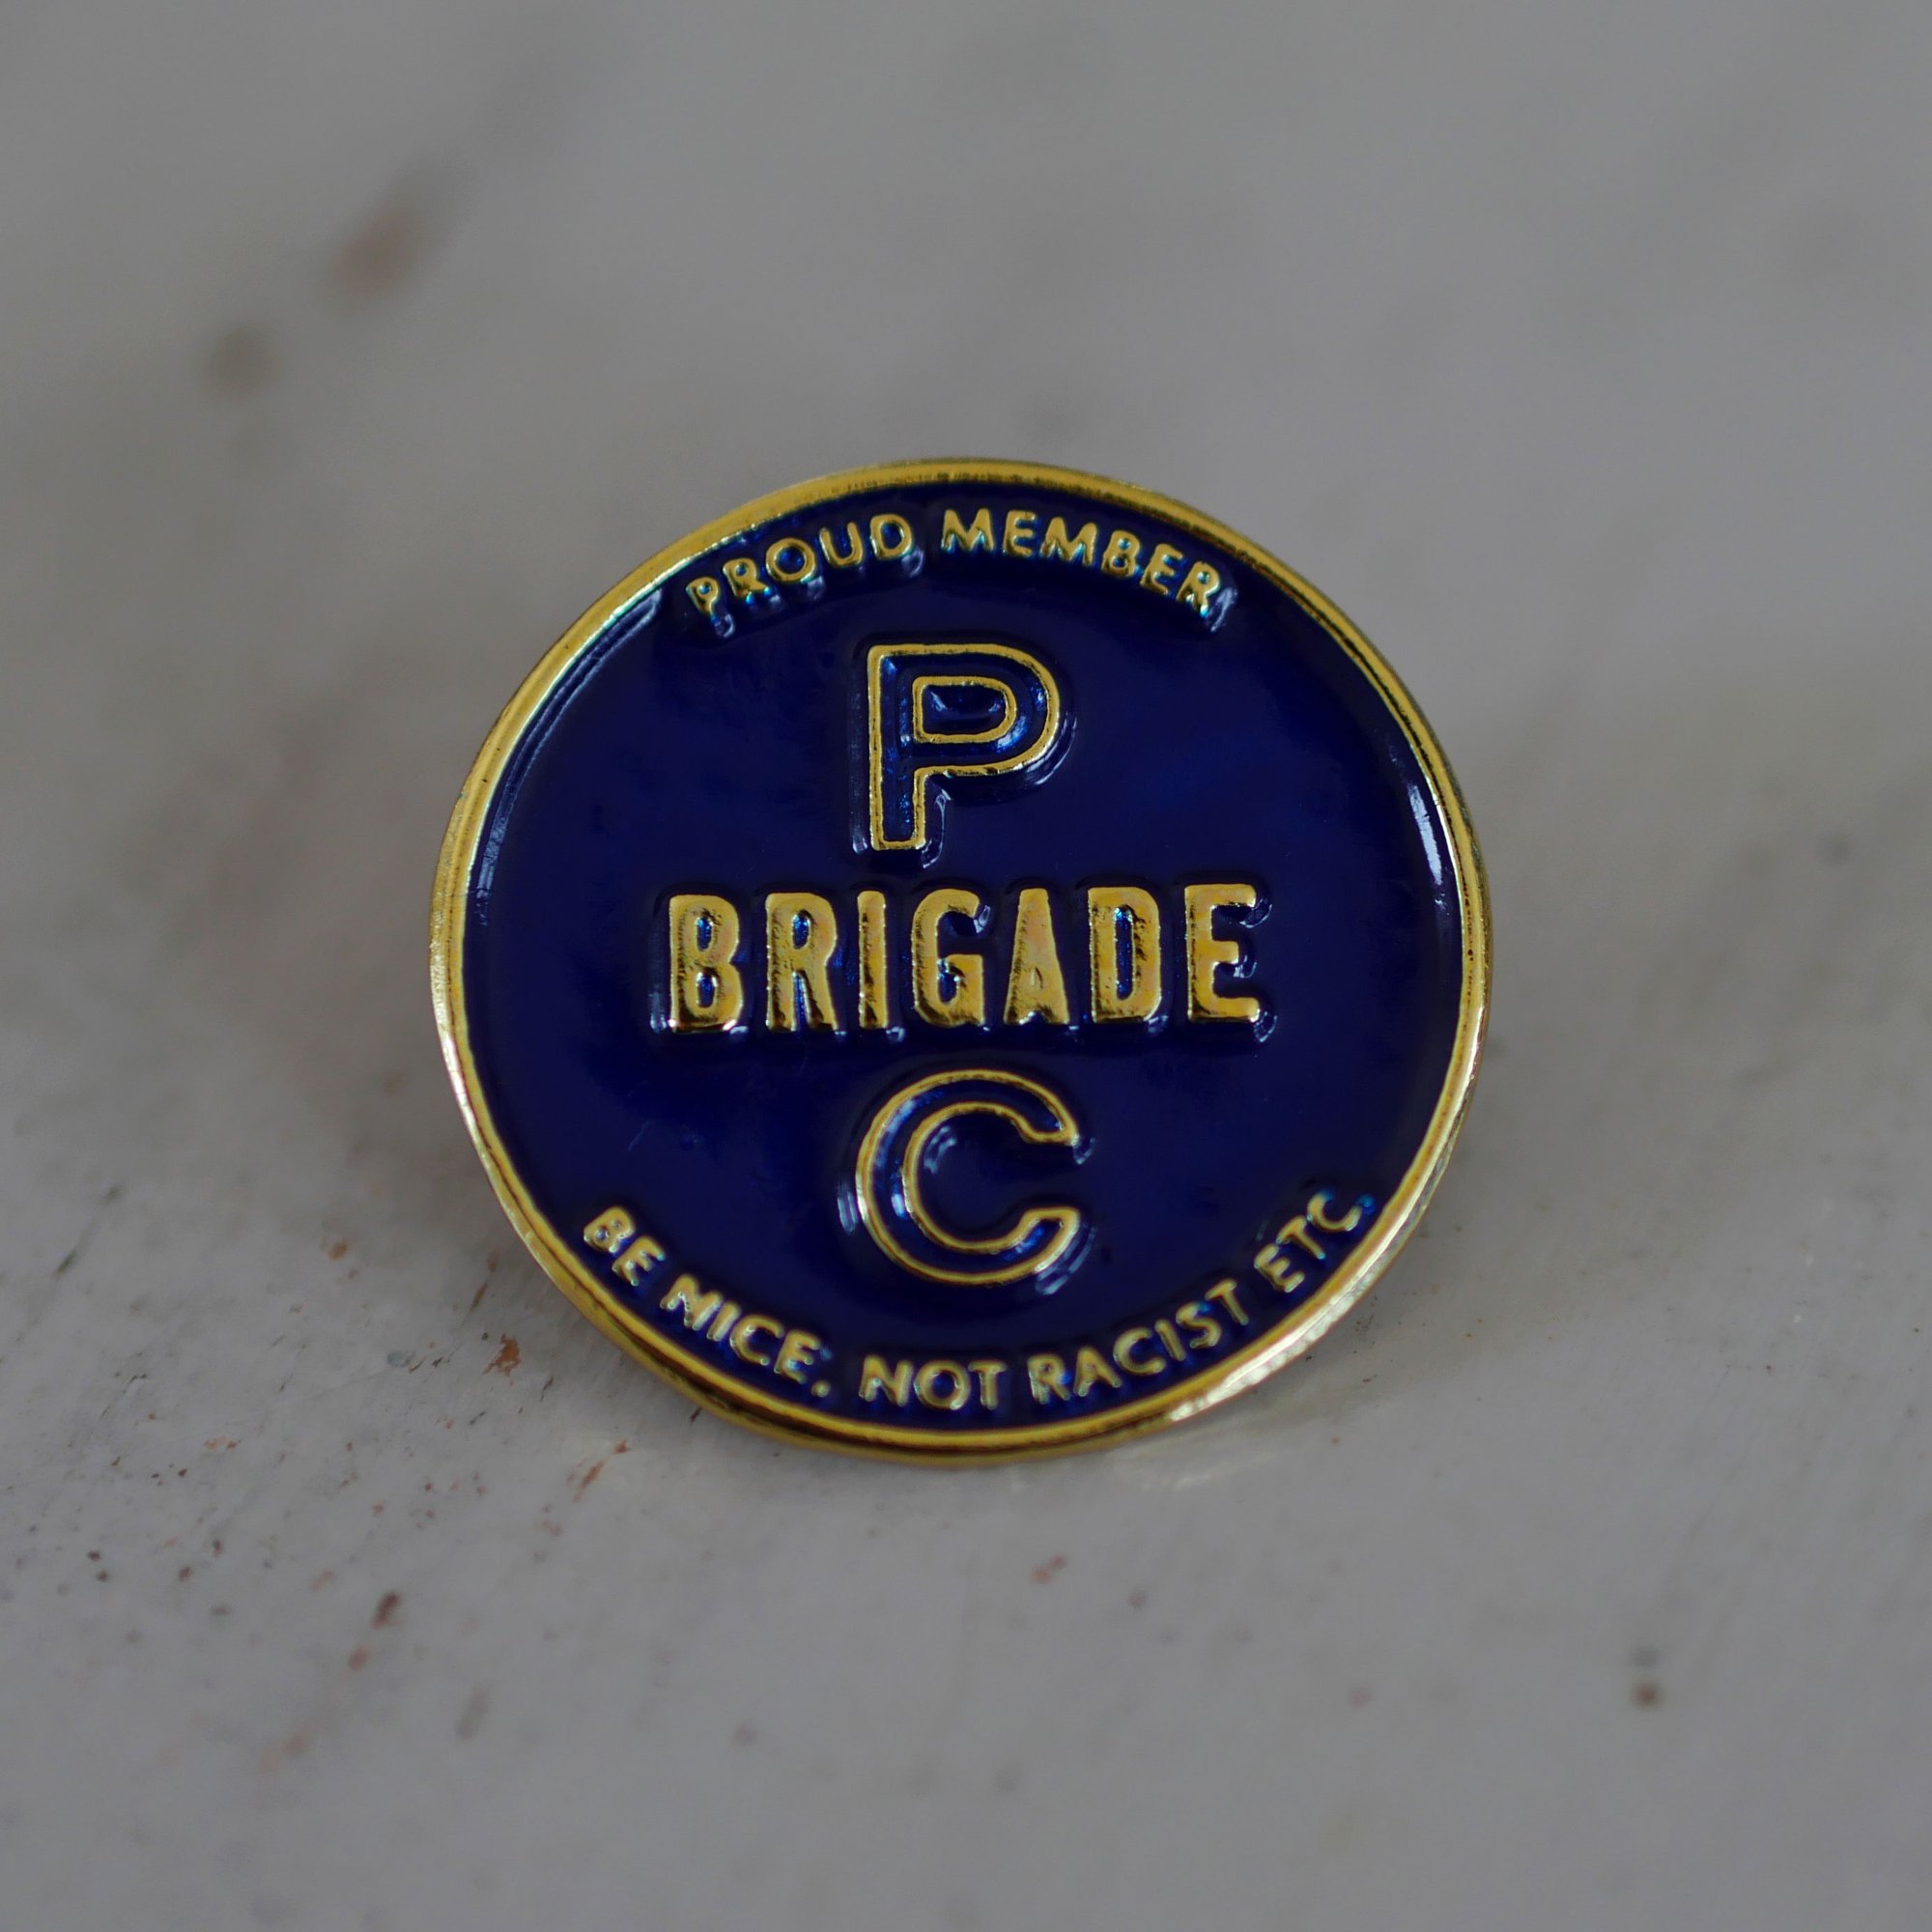 PROUD MEMBER
P
BRIGADE
C
BE NICE, NOT RACIST ETC.